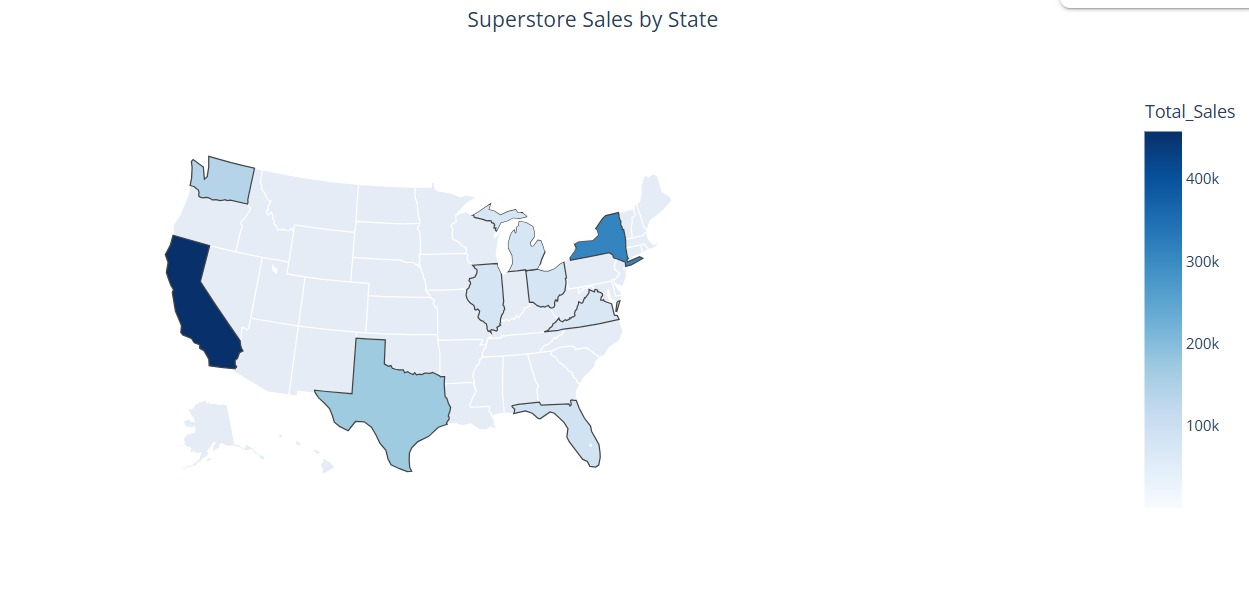 Superstore Sales by State
Total_Sales
400k
300k
200k
100k